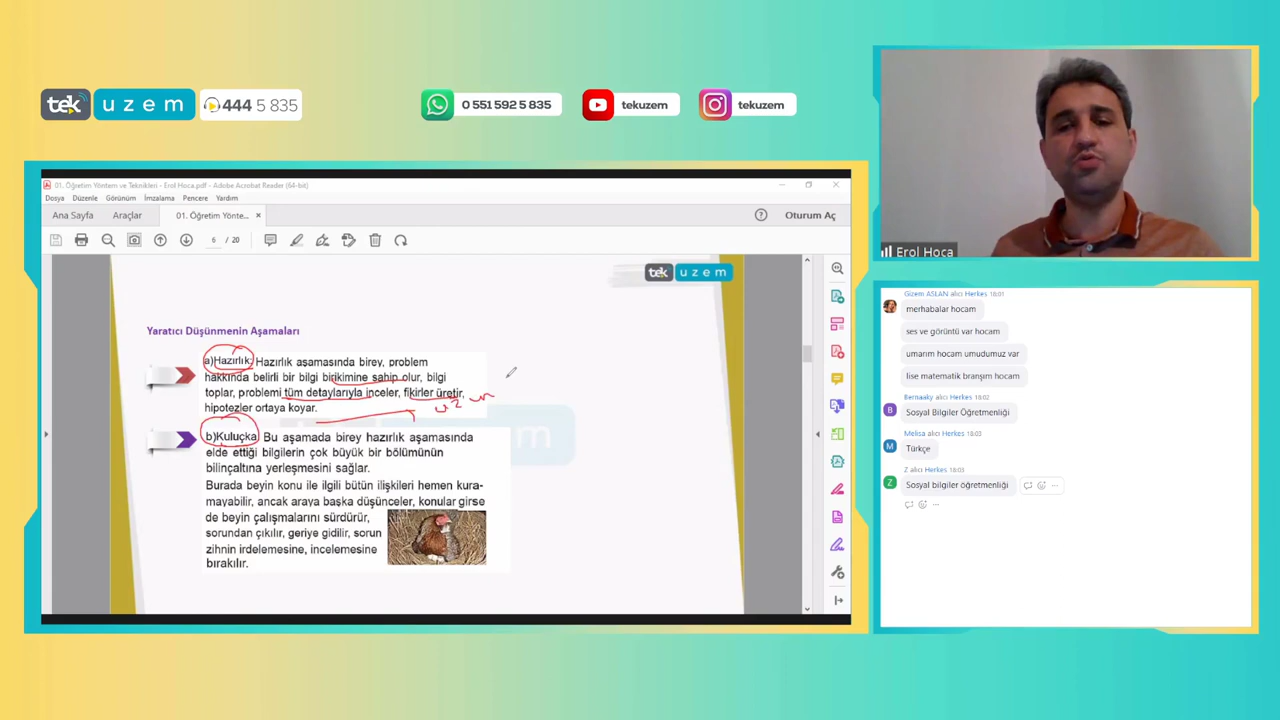 tek uzem 444 5 835
0 551 592 5 835
tekuzem
tekuzem
01. Öğretim Yöntem ve Teknikleri - Erol Hoca.pdf - Adobe Acrobat Reader (64-bit)
Dosya Düzenle Görünüm İmzalama Pencere Yardım
Ana Sayfa Araçlar 01. Öğretim Yönte... × Oturum Aç
6 / 20
tek uzem
Yaratıcı Düşünmenin Aşamaları
a)Hazırlık: Hazırlık aşamasında birey, problem
hakkında belirli bir bilgi birikimine sahip olur, bilgi
toplar, problemi tüm detaylarıyla inceler, fikirler üretir,
hipotezler ortaya koyar.
uzun
b)Kuluçka Bu aşamada birey hazırlık aşamasında
elde ettiği bilgilerin çok büyük bir bölümünün
bilinçaltına yerleşmesini sağlar.
Burada beyin konu ile ilgili bütün ilişkileri hemen kura-
mayabilir, ancak araya başka düşünceler, konular girse
de beyin çalışmalarını sürdürür,
sorundan çıkılır, geriye gidilir, sorun
zihnin irdelemesine, incelemesine
bırakılır.
Erol Hoca
Gizem ASLAN alıcı Herkes 18:01
merhabalar hocam
ses ve görüntü var hocam
umarım hocam umudumuz var
lise matematik branşım hocam
Bernaaky alıcı Herkes 18:02
B
Sosyal Bilgiler Öğretmenliği
Melisa alıcı Herkes 18:03
M
Türkçe
Z alıcı Herkes 18:03
Z
Sosyal bilgiler öğretmenliği